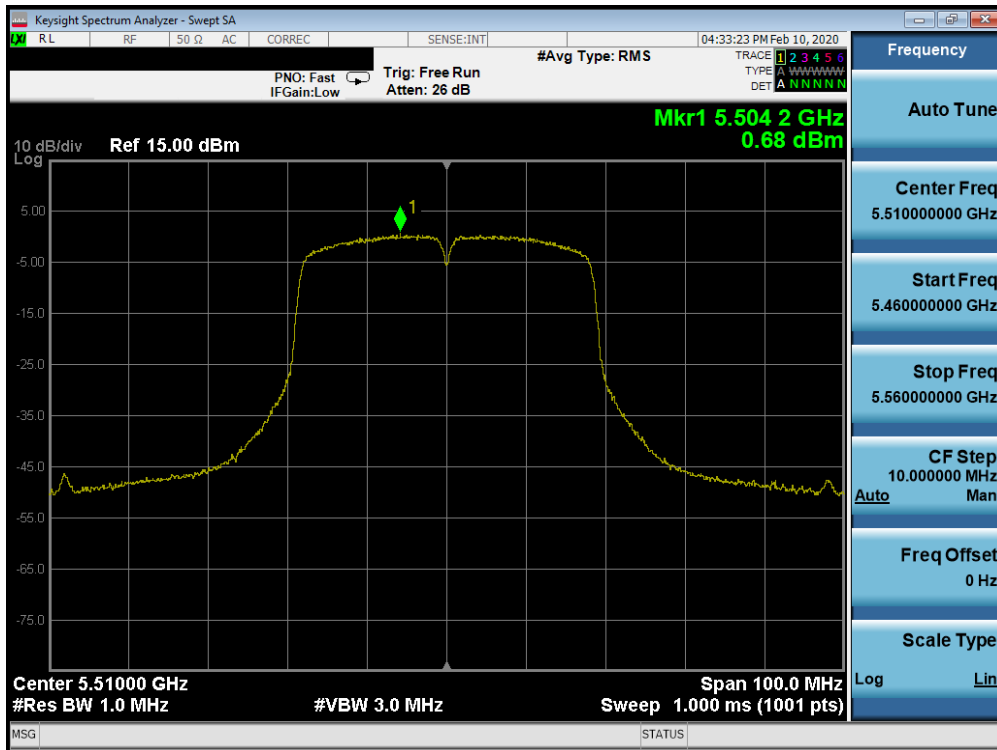 Keysight Spectrum Analyzer - Swept SA
LXI RL RF 50 Ω AC CORREC SENSE:INT 04:33:23 PM Feb 10, 2020
#Avg Type: RMS
TRACE 1 2 3 4 5 6
TYPE A WWWWW
DET A N N N N N
PNO: Fast
IFGain:Low
Trig: Free Run
Atten: 26 dB
Mkr1 5.504 2 GHz
0.68 dBm
10 dB/div
Log
Ref 15.00 dBm
1
5.00
-5.00
-15.0
-25.0
-35.0
-45.0
-55.0
-65.0
-75.0
Center 5.51000 GHz
Span 100.0 MHz
#Res BW 1.0 MHz
#VBW 3.0 MHz
Sweep 1.000 ms (1001 pts)
MSG
STATUS
Frequency
Auto Tune
Center Freq
5.510000000 GHz
Start Freq
5.460000000 GHz
Stop Freq
5.560000000 GHz
CF Step
10.000000 MHz
Auto Man
Freq Offset
0 Hz
Scale Type
Log Lin